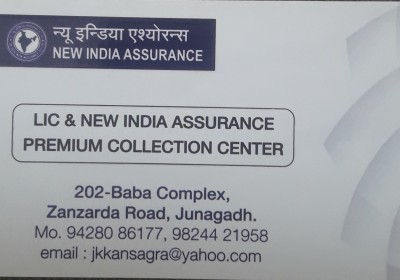 न्यू इन्डिया एश्योरन्स
NEW INDIA ASSURANCE
LIC & NEW INDIA ASSURANCE
PREMIUM COLLECTION CENTER
202-Baba Complex,
Zanzarda Road, Junagadh.
Mo. 94280 86177, 98244 21958
email : jkkansagra@yahoo.com